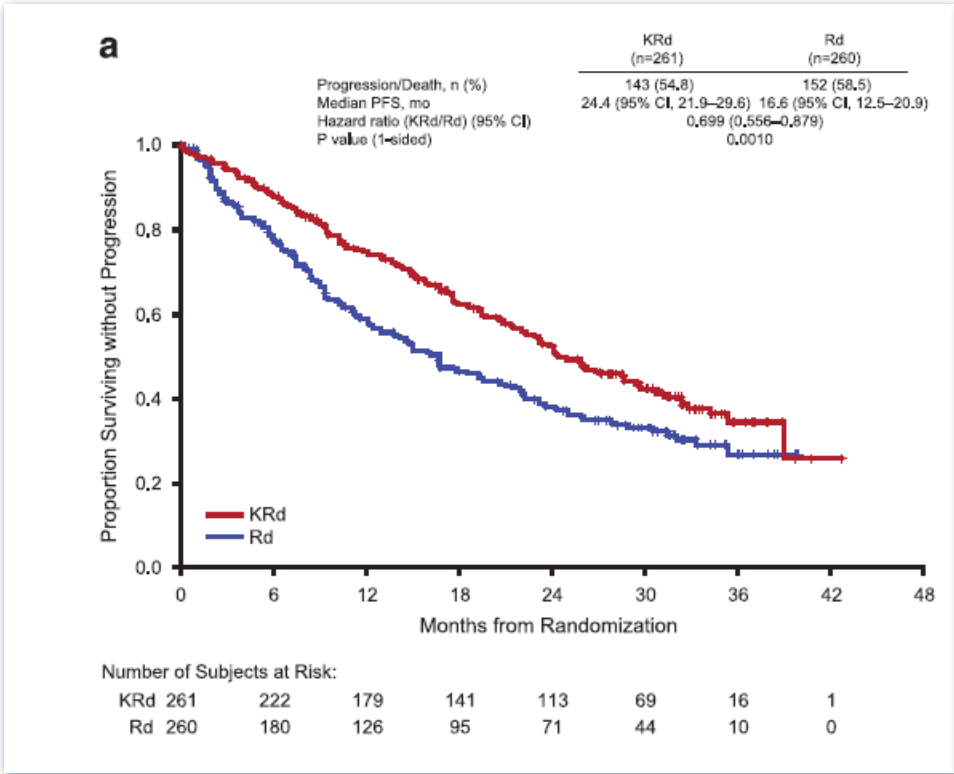 a
KRd Rd
(n=261) (n=260)
Progression/Death, n (%) 143 (54.8) 152 (58.5)
Median PFS, mo 24.4 (95% CI, 21.9–29.6) 16.6 (95% CI, 12.5–20.9)
Hazard ratio (KRd/Rd) (95% CI) 0.699 (0.556–0.879)
P value (1-sided) 0.0010
Proportion Surviving without Progression
1.0
0.8
0.6
0.4
0.2
0.0
KRd
Rd
0 6 12 18 24 30 36 42 48
Months from Randomization
Number of Subjects at Risk:
KRd 261 222 179 141 113 69 16 1
Rd 260 180 126 95 71 44 10 0